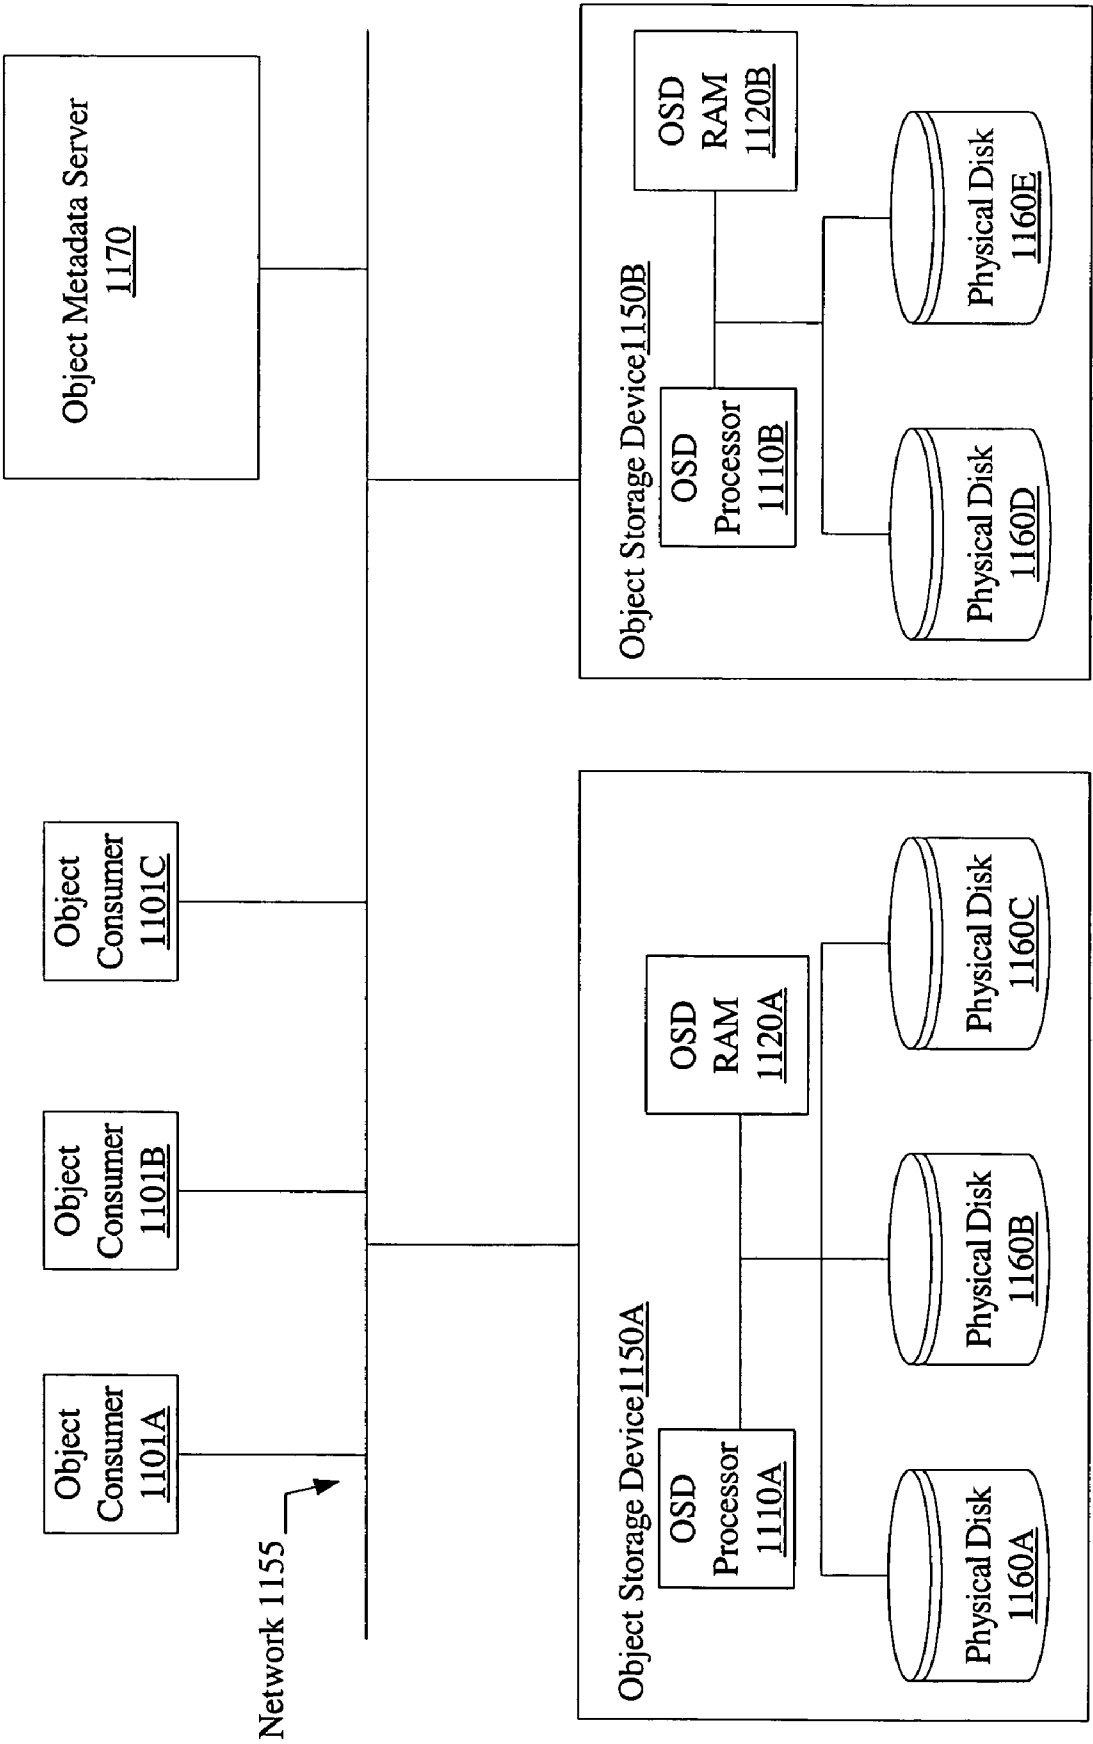 Object
Consumer
1101A
Object
Consumer
1101B
Object
Consumer
1101C
Object Metadata Server
1170
Network 1155
Object Storage Device1150A
OSD
Processor
1110A
OSD
RAM
1120A
Physical Disk
1160A
Physical Disk
1160B
Physical Disk
1160C
Object Storage Device1150B
OSD
Processor
1110B
OSD
RAM
1120B
Physical Disk
1160D
Physical Disk
1160E